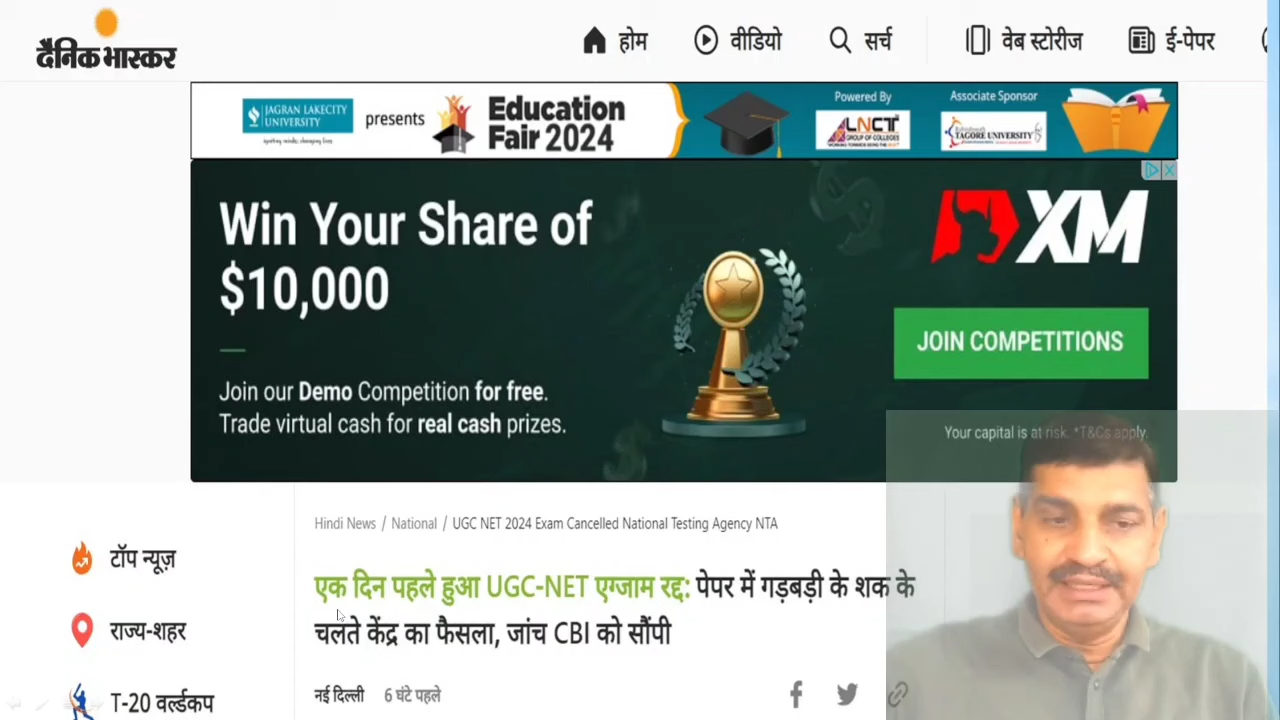 दैनिक भास्कर
होम
वीडियो
सर्च
वेब स्टोरीज
ई-पेपर
JAGRAN LAKECITY UNIVERSITY
presents
Education Fair 2024
Powered By
LNCT
GROUP OF COLLEGES
Associate Sponsor
TAGORE UNIVERSITY
Win Your Share of
$10,000
XM
JOIN COMPETITIONS
Join our Demo Competition for free.
Trade virtual cash for real cash prizes.
Your capital is at risk. *T&Cs apply.
Hindi News / National / UGC NET 2024 Exam Cancelled National Testing Agency NTA
टॉप न्यूज़
एक दिन पहले हुआ UGC-NET एग्जाम रद्द: पेपर में गड़बड़ी के शक के
चलते केंद्र का फैसला, जांच CBI को सौंपी
राज्य-शहर
नई दिल्ली 6 घंटे पहले
T-20 वर्ल्डकप